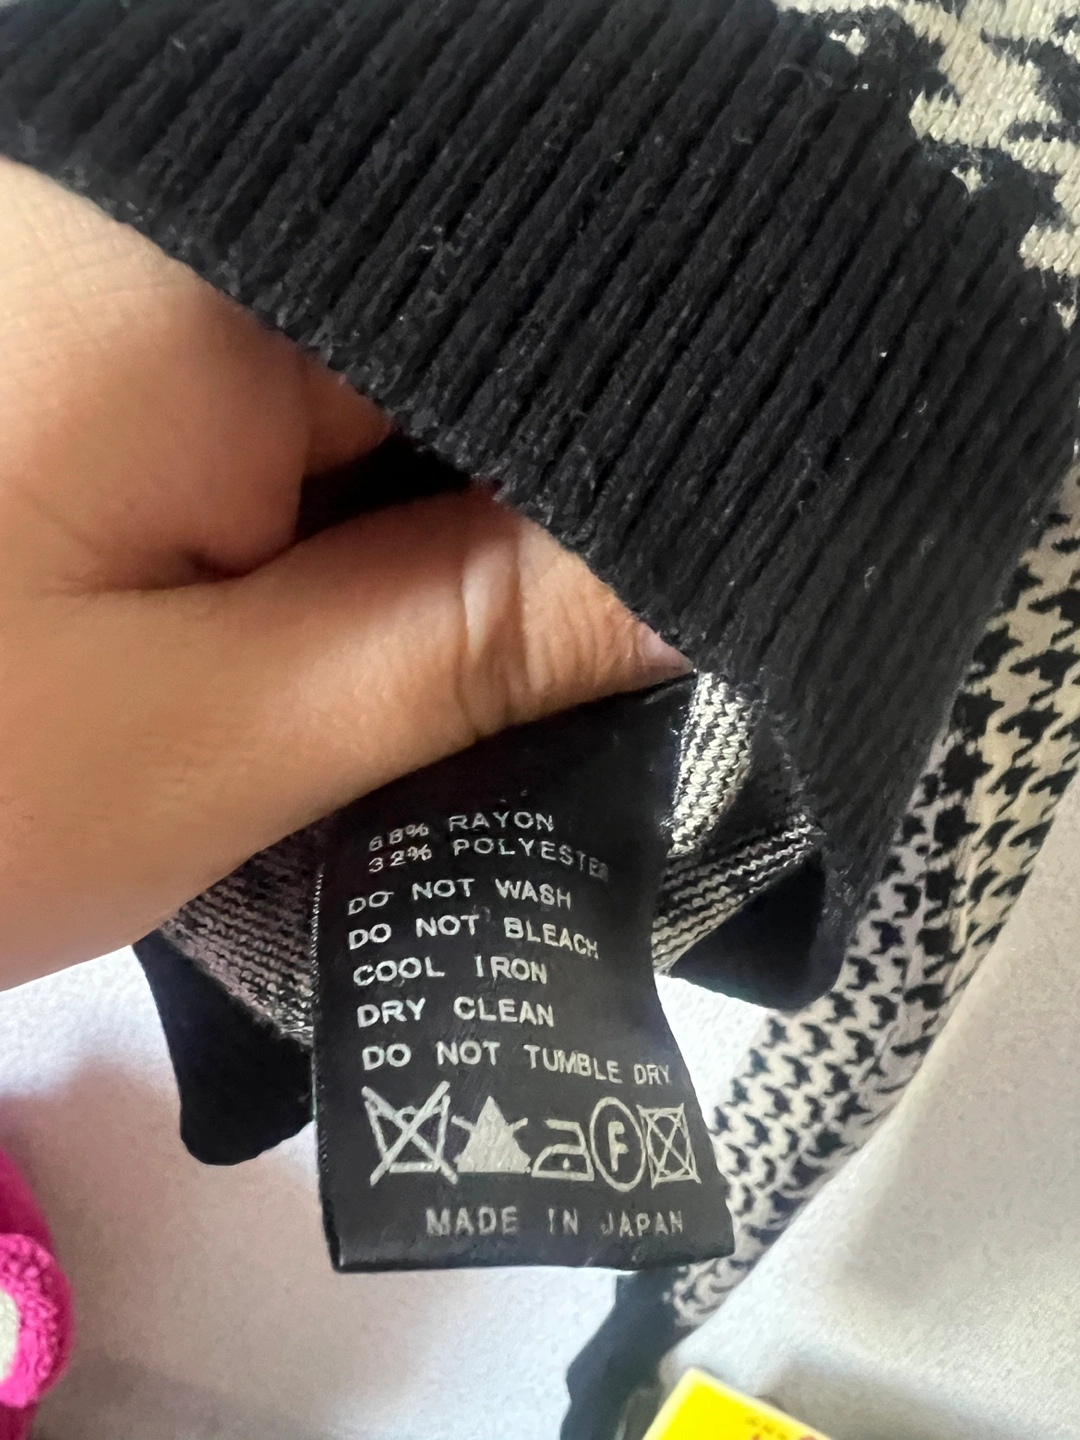 68% RAYON
32% POLYESTER
DO NOT WASH
DO NOT BLEACH
COOL IRON
DRY CLEAN
DO NOT TUMBLE DRY
F
MADE IN JAPAN